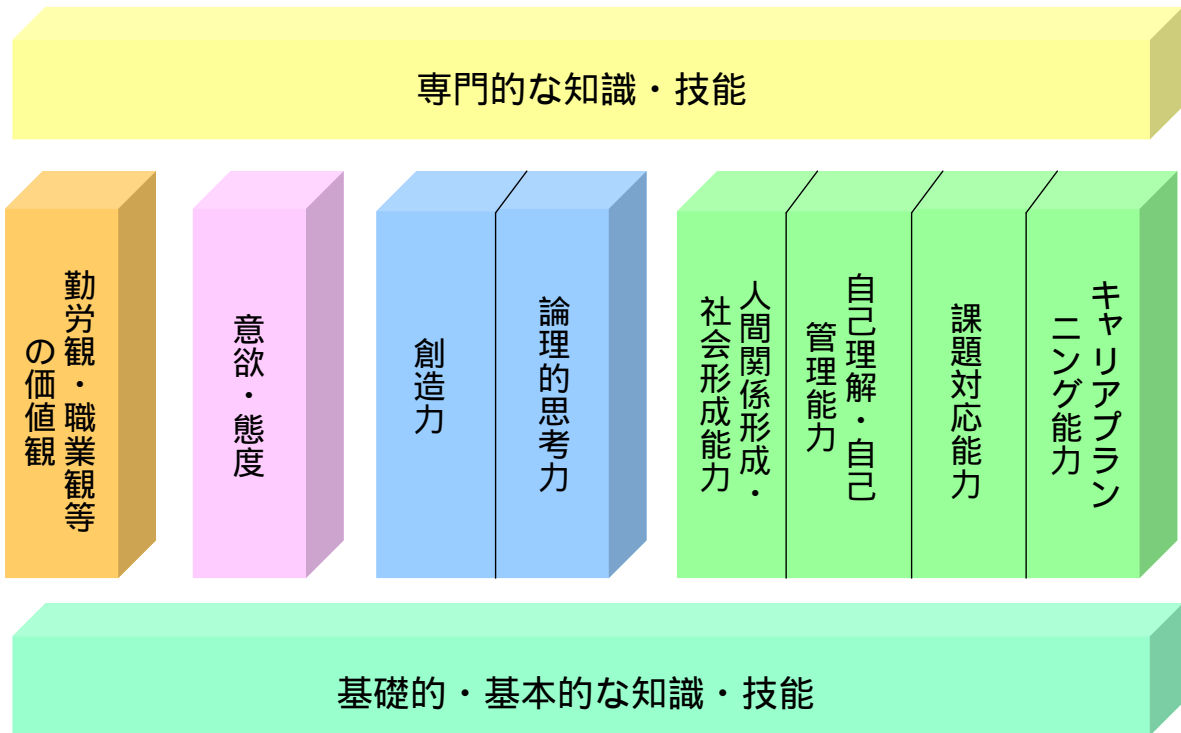 専門的な知識・技能
勤労観・職業観等
の価値観
意欲・態度
創造力
論理的思考力
人間関係形成・
社会形成能力
自己理解・自己
管理能力
課題対応能力
キャリアプラン
ニング能力
基礎的・基本的な知識・技能